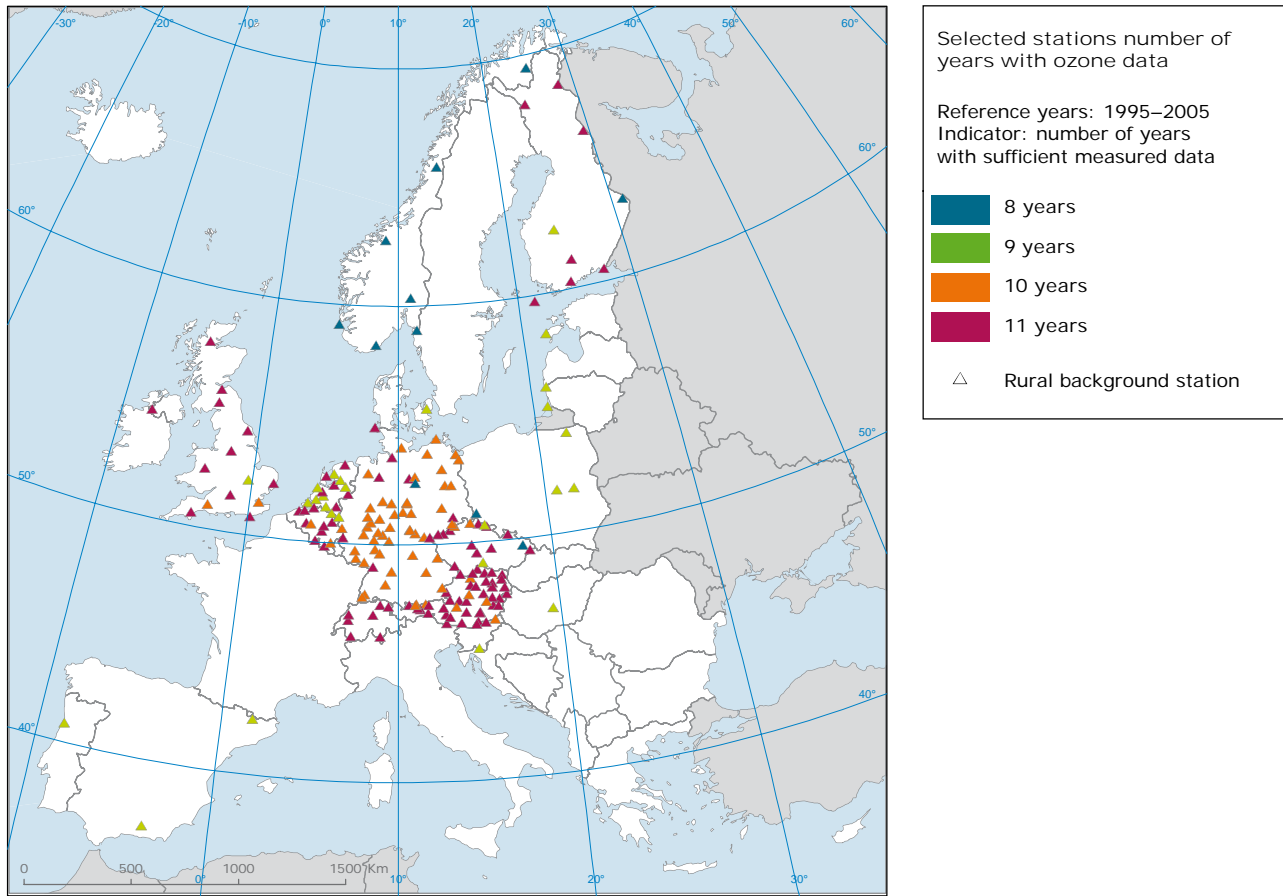 -30°
-20°
-10°
0°
10°
20°
30°
40°
50°
60°
60°
60°
50°
50°
40°
40°
0
500
1000
1500 Km
0°
10°
20°
30°
Selected stations number of
years with ozone data
Reference years: 1995–2005
Indicator: number of years
with sufficient measured data
8 years
9 years
10 years
11 years
Rural background station